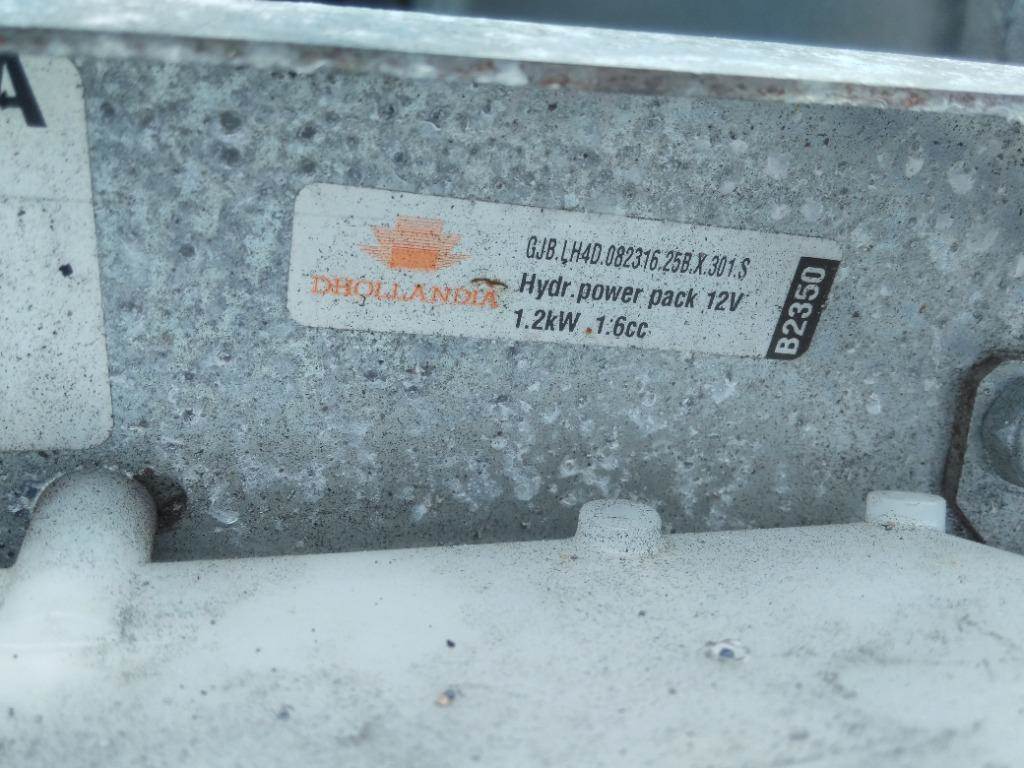 A
DHOLLANDIA
GJB.LH4D.082316.25B.X.301.S
Hydr.power pack 12V
1.2kW .1.6cc
B2350